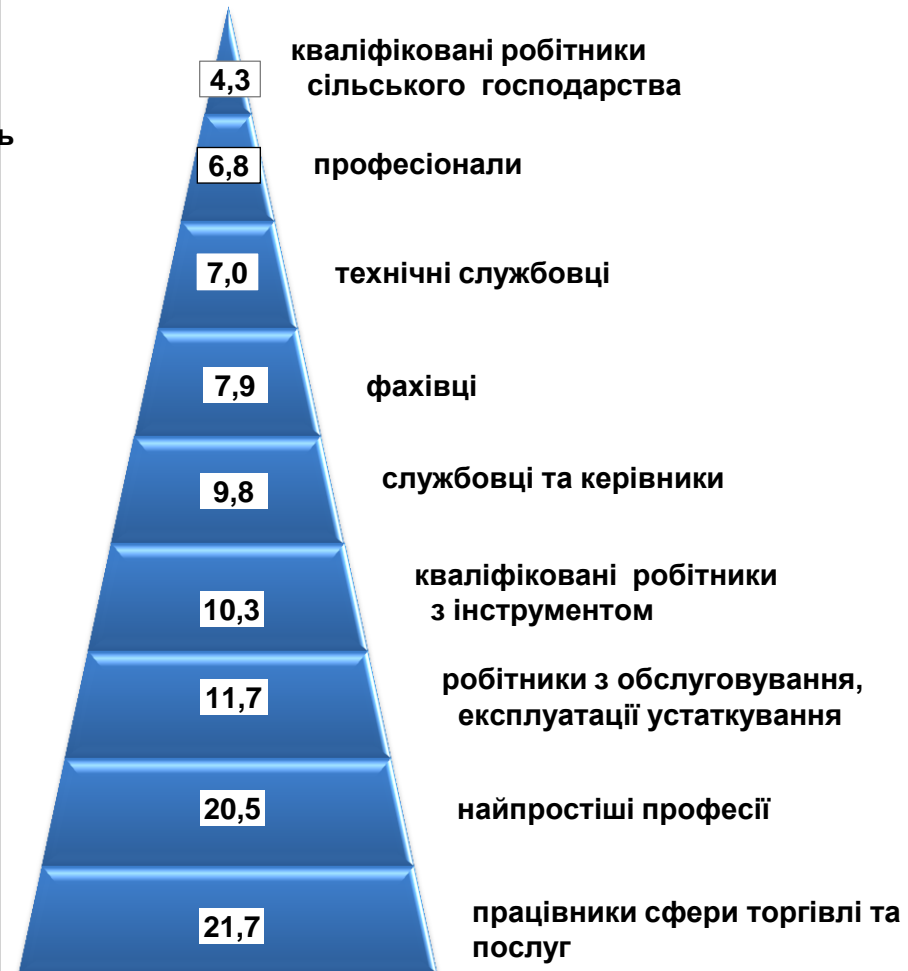 кваліфіковані робітники
4,3
сільського господарства
ь
6,8
професіонали
7,0
технічні службовці
7,9
фахівці
9,8
службовці та керівники
кваліфіковані робітники
10,3
з інструментом
робітники з обслуговування,
11,7
експлуатації устаткування
20,5
найпростіші професії
21,7
працівники сфери торгівлі та
послуг